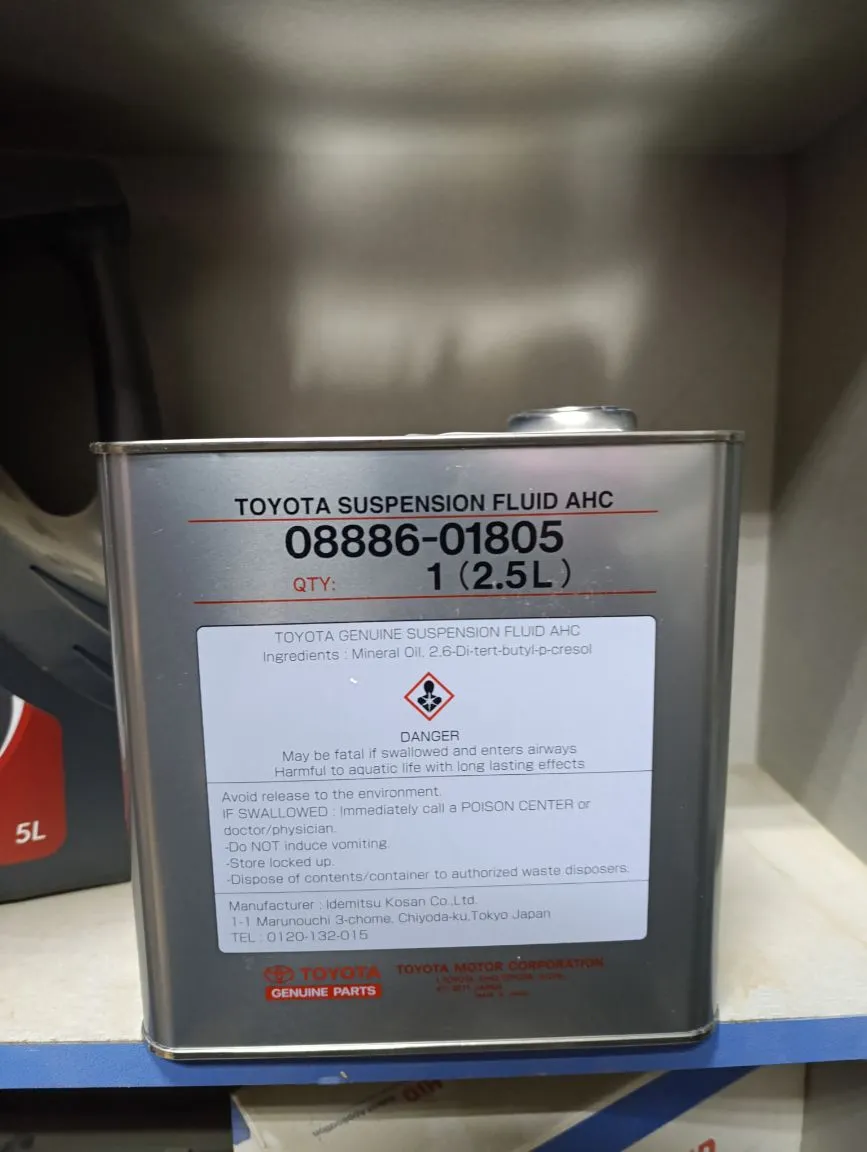 TOYOTA SUSPENSION FLUID AHC
08886-01805
QTY: 1 (2.5L)
TOYOTA GENUINE SUSPENSION FLUID AHC
Ingredients : Mineral Oil, 2.6-Di-tert-butyl-p-cresol
DANGER
May be fatal if swallowed and enters airways
Harmful to aquatic life with long lasting effects
Avoid release to the environment.
IF SWALLOWED : Immediately call a POISON CENTER or
doctor/physician.
-Do NOT induce vomiting.
-Store locked up.
-Dispose of contents/container to authorized waste disposers.
Manufacturer : Idemitsu Kosan Co.,Ltd.
1-1 Marunouchi 3-chome, Chiyoda-ku,Tokyo Japan
TEL : 0120-132-015
TOYOTA
GENUINE PARTS
TOYOTA MOTOR CORPORATION
5L